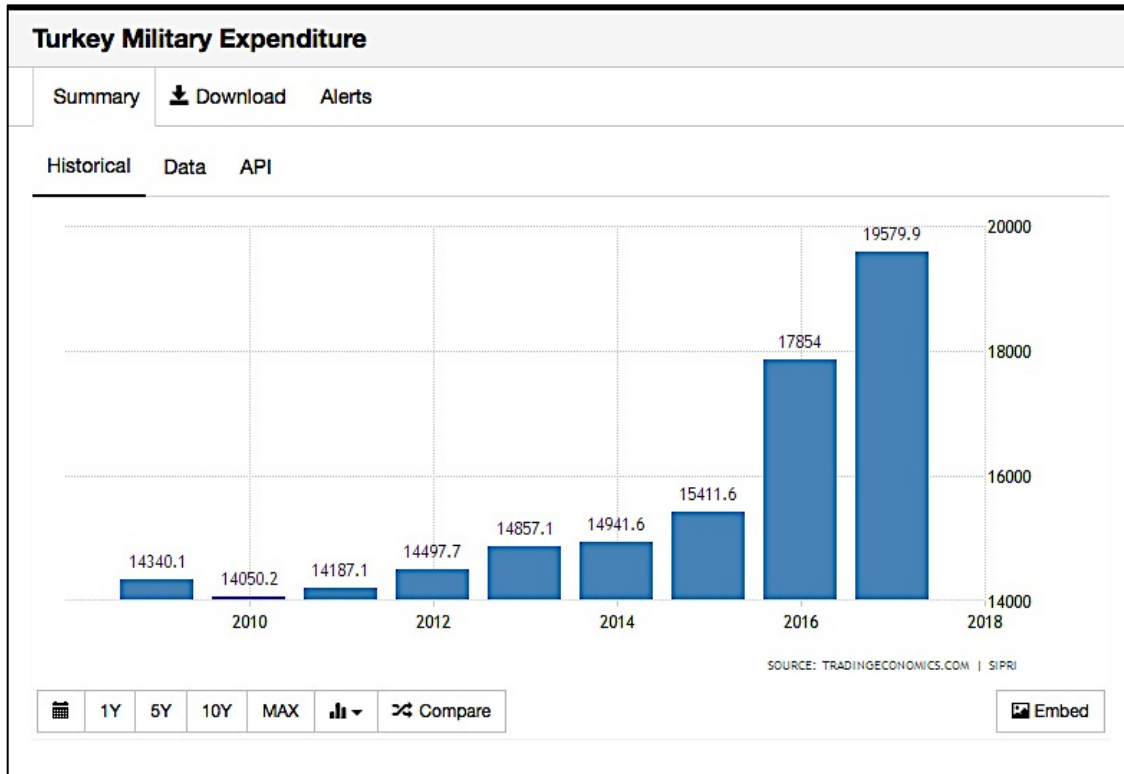 Turkey Military Expenditure
Summary Download Alerts
Historical Data API
20000
19579.9
18000
17854
16000
15411.6
14941.6
14857.1
14497.7
14340.1
14187.1
14050.2
14000
2010 2012 2014 2016 2018
SOURCE: TRADINGECONOMICS.COM | SIPRI
1Y 5Y 10Y MAX Compare Embed